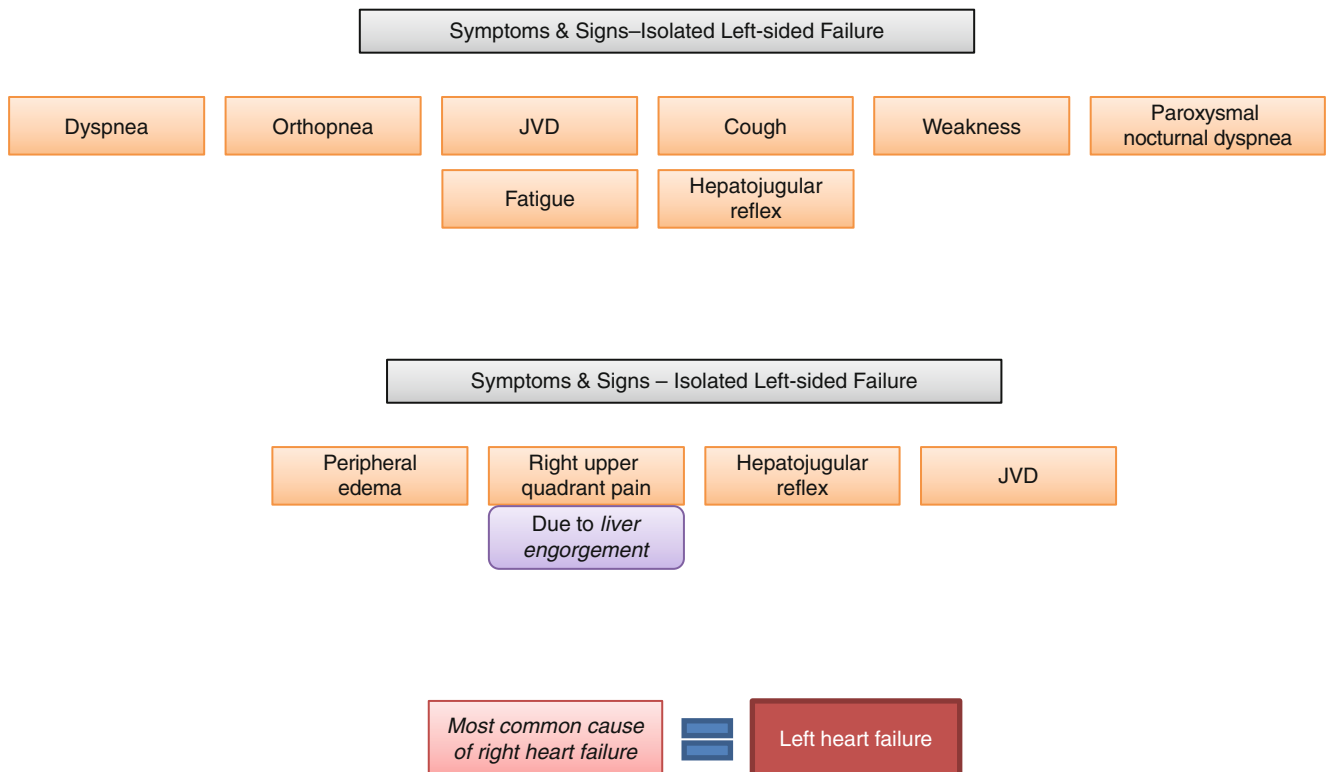 Symptoms & Signs–Isolated Left-sided Failure
Dyspnea
Orthopnea
JVD
Cough
Weakness
Paroxysmal
nocturnal dyspnea
Fatigue
Hepatojugular
reflex
Symptoms & Signs – Isolated Left-sided Failure
Peripheral
edema
Right upper
quadrant pain
Hepatojugular
reflex
JVD
Due to liver
engorgement
Most common cause
of right heart failure
Left heart failure